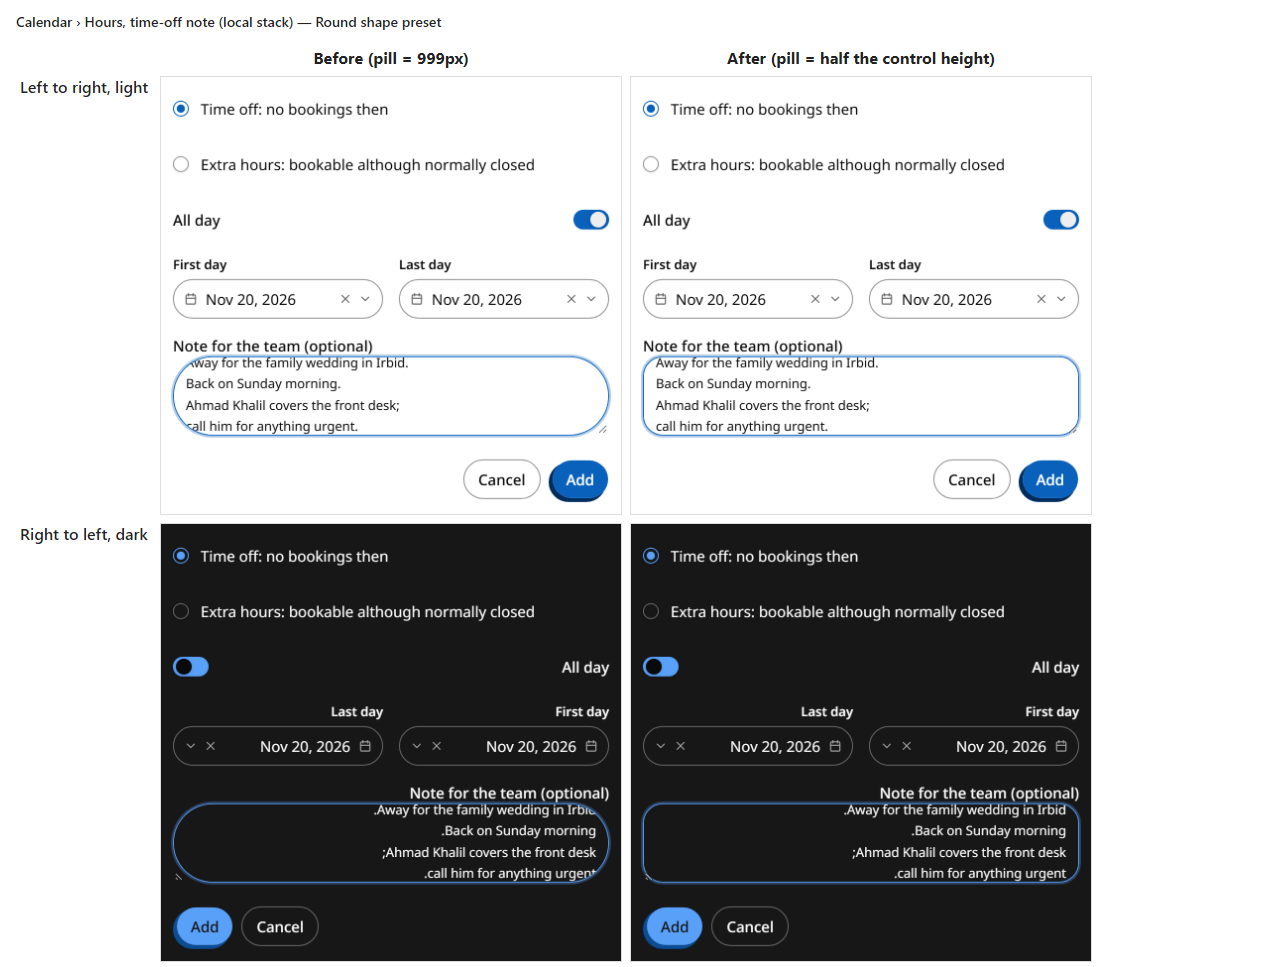 Calendar › Hours, time-off note (local stack) — Round shape preset
Before (pill = 999px)
After (pill = half the control height)
Left to right, light
Time off: no bookings then
Extra hours: bookable although normally closed
All day
First day
Last day
Nov 20, 2026
Nov 20, 2026
Note for the team (optional)
Away for the family wedding in Irbid.
Back on Sunday morning.
Ahmad Khalil covers the front desk;
call him for anything urgent.
Cancel
Add
Time off: no bookings then
Extra hours: bookable although normally closed
All day
First day
Last day
Nov 20, 2026
Nov 20, 2026
Note for the team (optional)
Away for the family wedding in Irbid.
Back on Sunday morning.
Ahmad Khalil covers the front desk;
call him for anything urgent.
Cancel
Add
Right to left, dark
Time off: no bookings then
Extra hours: bookable although normally closed
All day
Last day
First day
Nov 20, 2026
Nov 20, 2026
Note for the team (optional)
.Away for the family wedding in Irbid
.Back on Sunday morning
;Ahmad Khalil covers the front desk
.call him for anything urgent
Add
Cancel
Time off: no bookings then
Extra hours: bookable although normally closed
All day
Last day
First day
Nov 20, 2026
Nov 20, 2026
Note for the team (optional)
.Away for the family wedding in Irbid
.Back on Sunday morning
;Ahmad Khalil covers the front desk
.call him for anything urgent
Add
Cancel